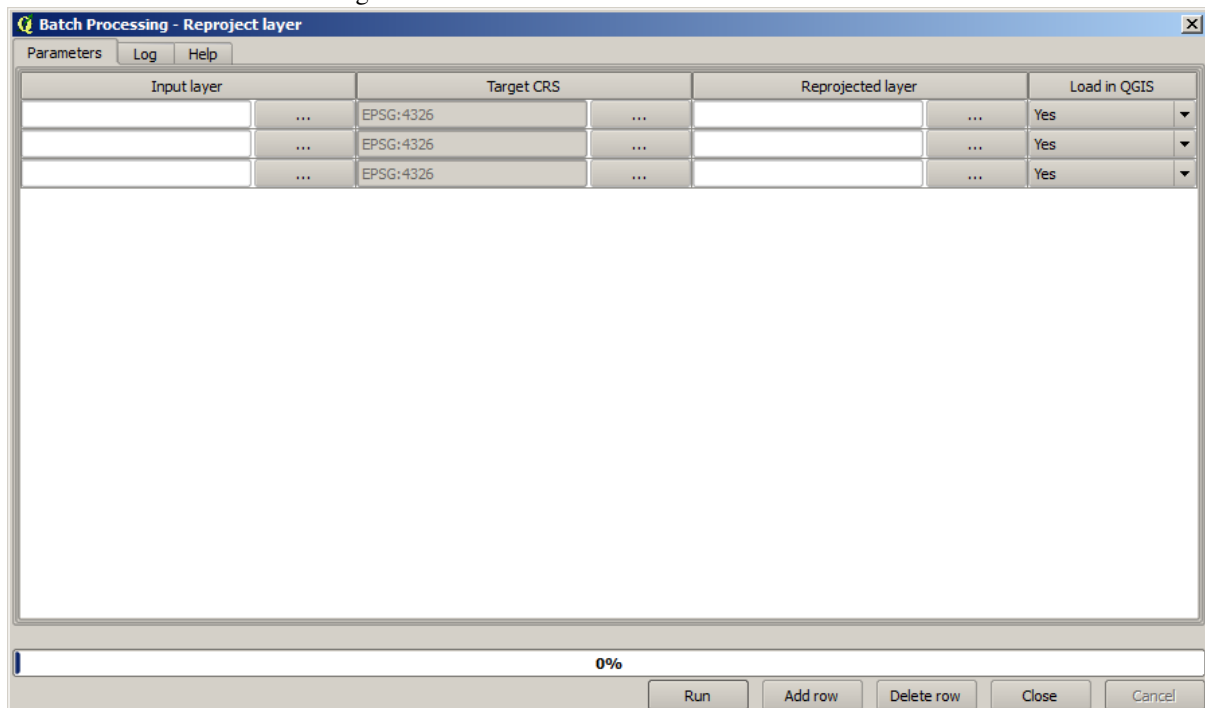 Batch Processing - Reproject layer
Parameters Log Help
Input layer Target CRS Reprojected layer Load in QGIS
... EPSG:4326 ... ... Yes
... EPSG:4326 ... ... Yes
... EPSG:4326 ... ... Yes
0%
Run Add row Delete row Close Cancel